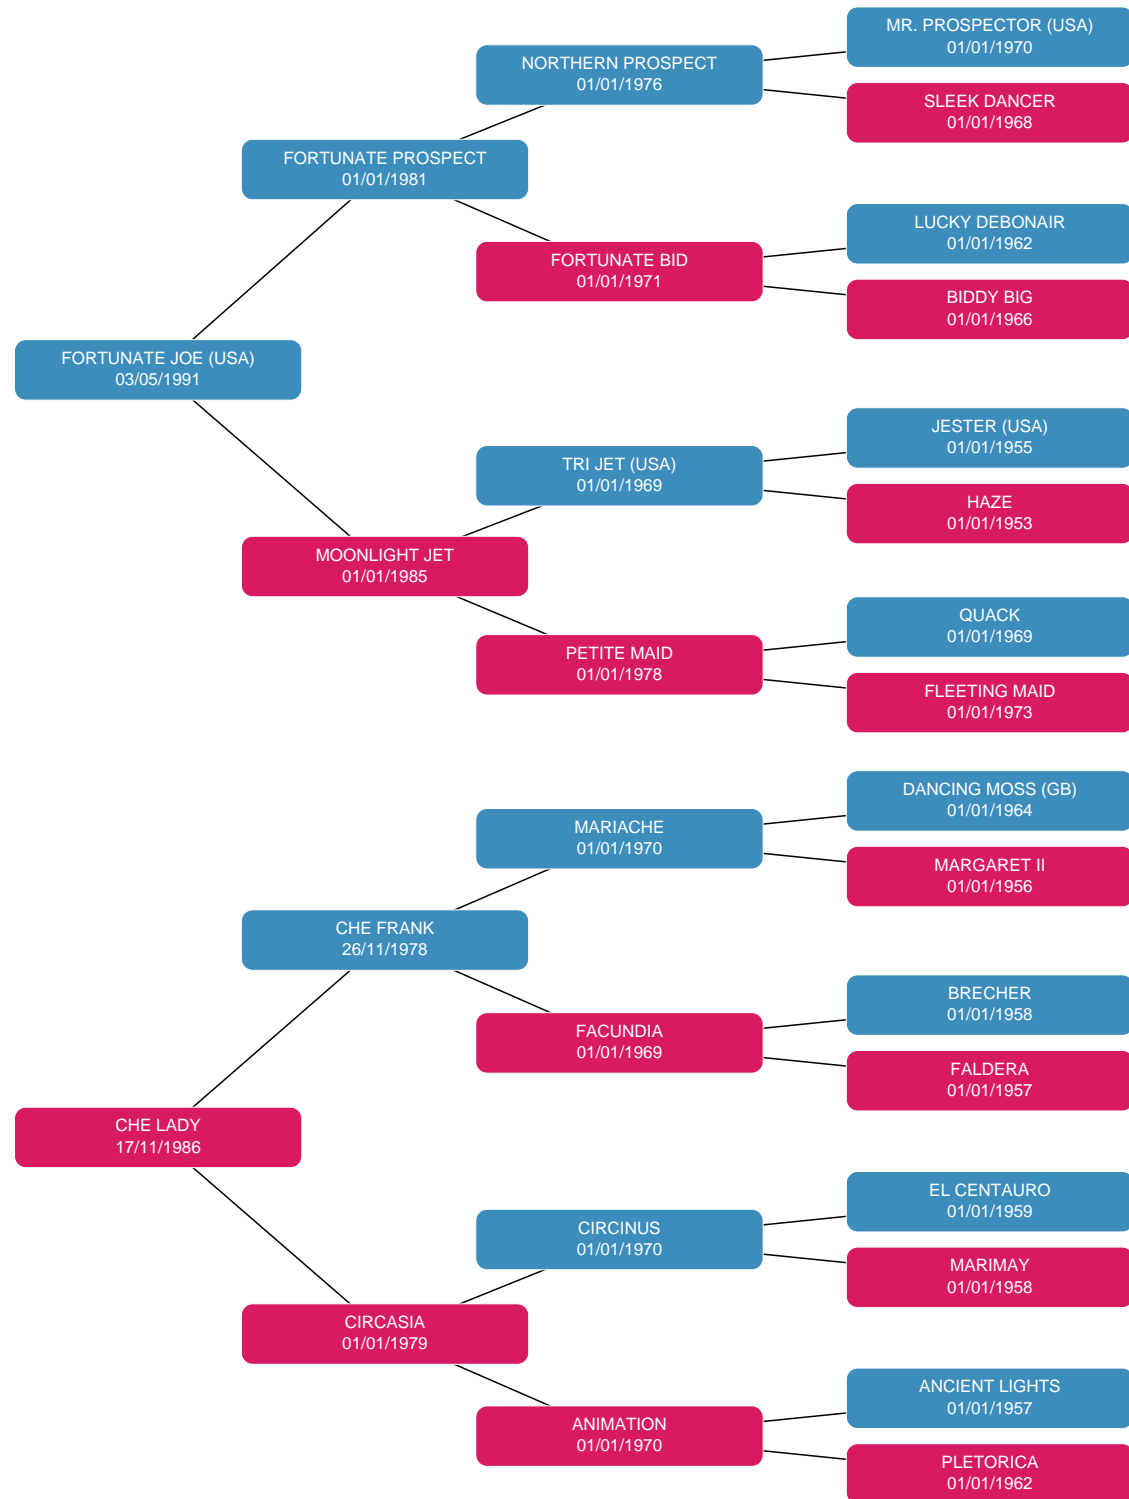 MR. PROSPECTOR (USA)
01/01/1970
NORTHERN PROSPECT
01/01/1976
SLEEK DANCER
01/01/1968
FORTUNATE PROSPECT
01/01/1981
LUCKY DEBONAIR
01/01/1962
FORTUNATE BID
01/01/1971
BIDDY BIG
01/01/1966
FORTUNATE JOE (USA)
03/05/1991
JESTER (USA)
01/01/1955
TRI JET (USA)
01/01/1969
HAZE
01/01/1953
MOONLIGHT JET
01/01/1985
QUACK
01/01/1969
PETITE MAID
01/01/1978
FLEETING MAID
01/01/1973
DANCING MOSS (GB)
01/01/1964
MARIACHE
01/01/1970
MARGARET II
01/01/1956
CHE FRANK
26/11/1978
BRECHER
01/01/1958
FACUNDIA
01/01/1969
FALDERA
01/01/1957
CHE LADY
17/11/1986
EL CENTAURO
01/01/1959
CIRCINUS
01/01/1970
MARIMAY
01/01/1958
CIRCASIA
01/01/1979
ANCIENT LIGHTS
01/01/1957
ANIMATION
01/01/1970
PLETORICA
01/01/1962